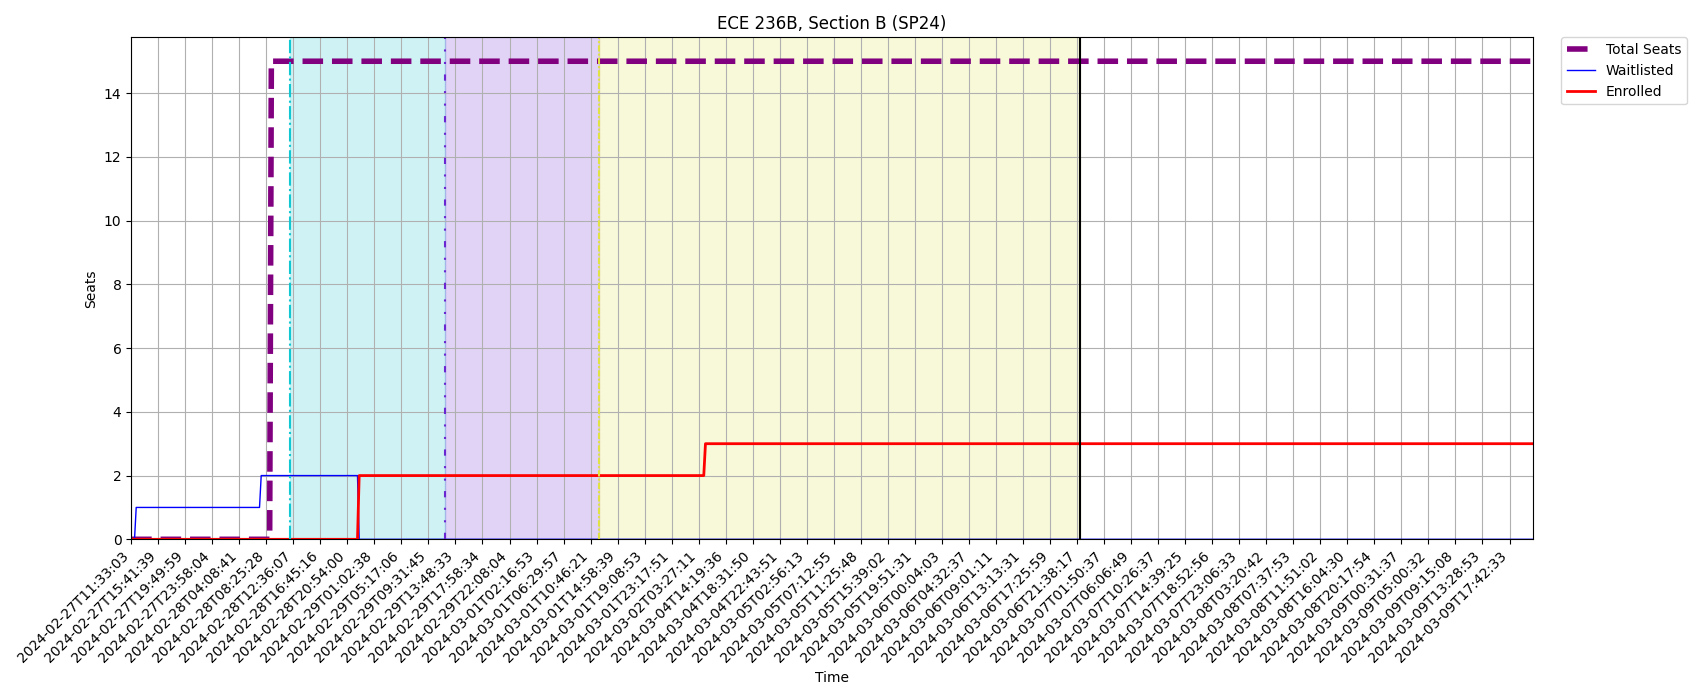 ECE 236B, Section B (SP24)
Total Seats
Waitlisted
Enrolled
Seats
14
12
10
8
6
4
2
0
2024-02-27T11:33:03
2024-02-27T15:41:39
2024-02-27T19:49:59
2024-02-27T23:58:04
2024-02-28T04:08:41
2024-02-28T08:25:28
2024-02-28T12:36:07
2024-02-28T16:45:16
2024-02-28T20:54:00
2024-02-29T01:02:38
2024-02-29T05:17:06
2024-02-29T09:31:45
2024-02-29T13:48:33
2024-02-29T17:58:34
2024-02-29T22:08:04
2024-03-01T02:16:53
2024-03-01T06:29:57
2024-03-01T10:46:21
2024-03-01T14:58:39
2024-03-01T19:08:53
2024-03-01T23:17:51
2024-03-02T03:27:11
2024-03-04T14:19:36
2024-03-04T18:31:50
2024-03-04T22:43:51
2024-03-05T02:56:13
2024-03-05T07:12:55
2024-03-05T11:25:48
2024-03-05T15:39:02
2024-03-05T19:51:31
2024-03-06T00:04:03
2024-03-06T04:32:37
2024-03-06T09:01:11
2024-03-06T13:13:31
2024-03-06T17:25:59
2024-03-06T21:38:17
2024-03-07T01:50:37
2024-03-07T06:06:49
2024-03-07T10:26:37
2024-03-07T14:39:25
2024-03-07T18:52:56
2024-03-07T23:06:33
2024-03-08T03:20:42
2024-03-08T07:37:53
2024-03-08T11:51:02
2024-03-08T16:04:30
2024-03-08T20:17:54
2024-03-09T00:31:37
2024-03-09T05:00:32
2024-03-09T09:15:08
2024-03-09T13:28:53
2024-03-09T17:42:33
Time